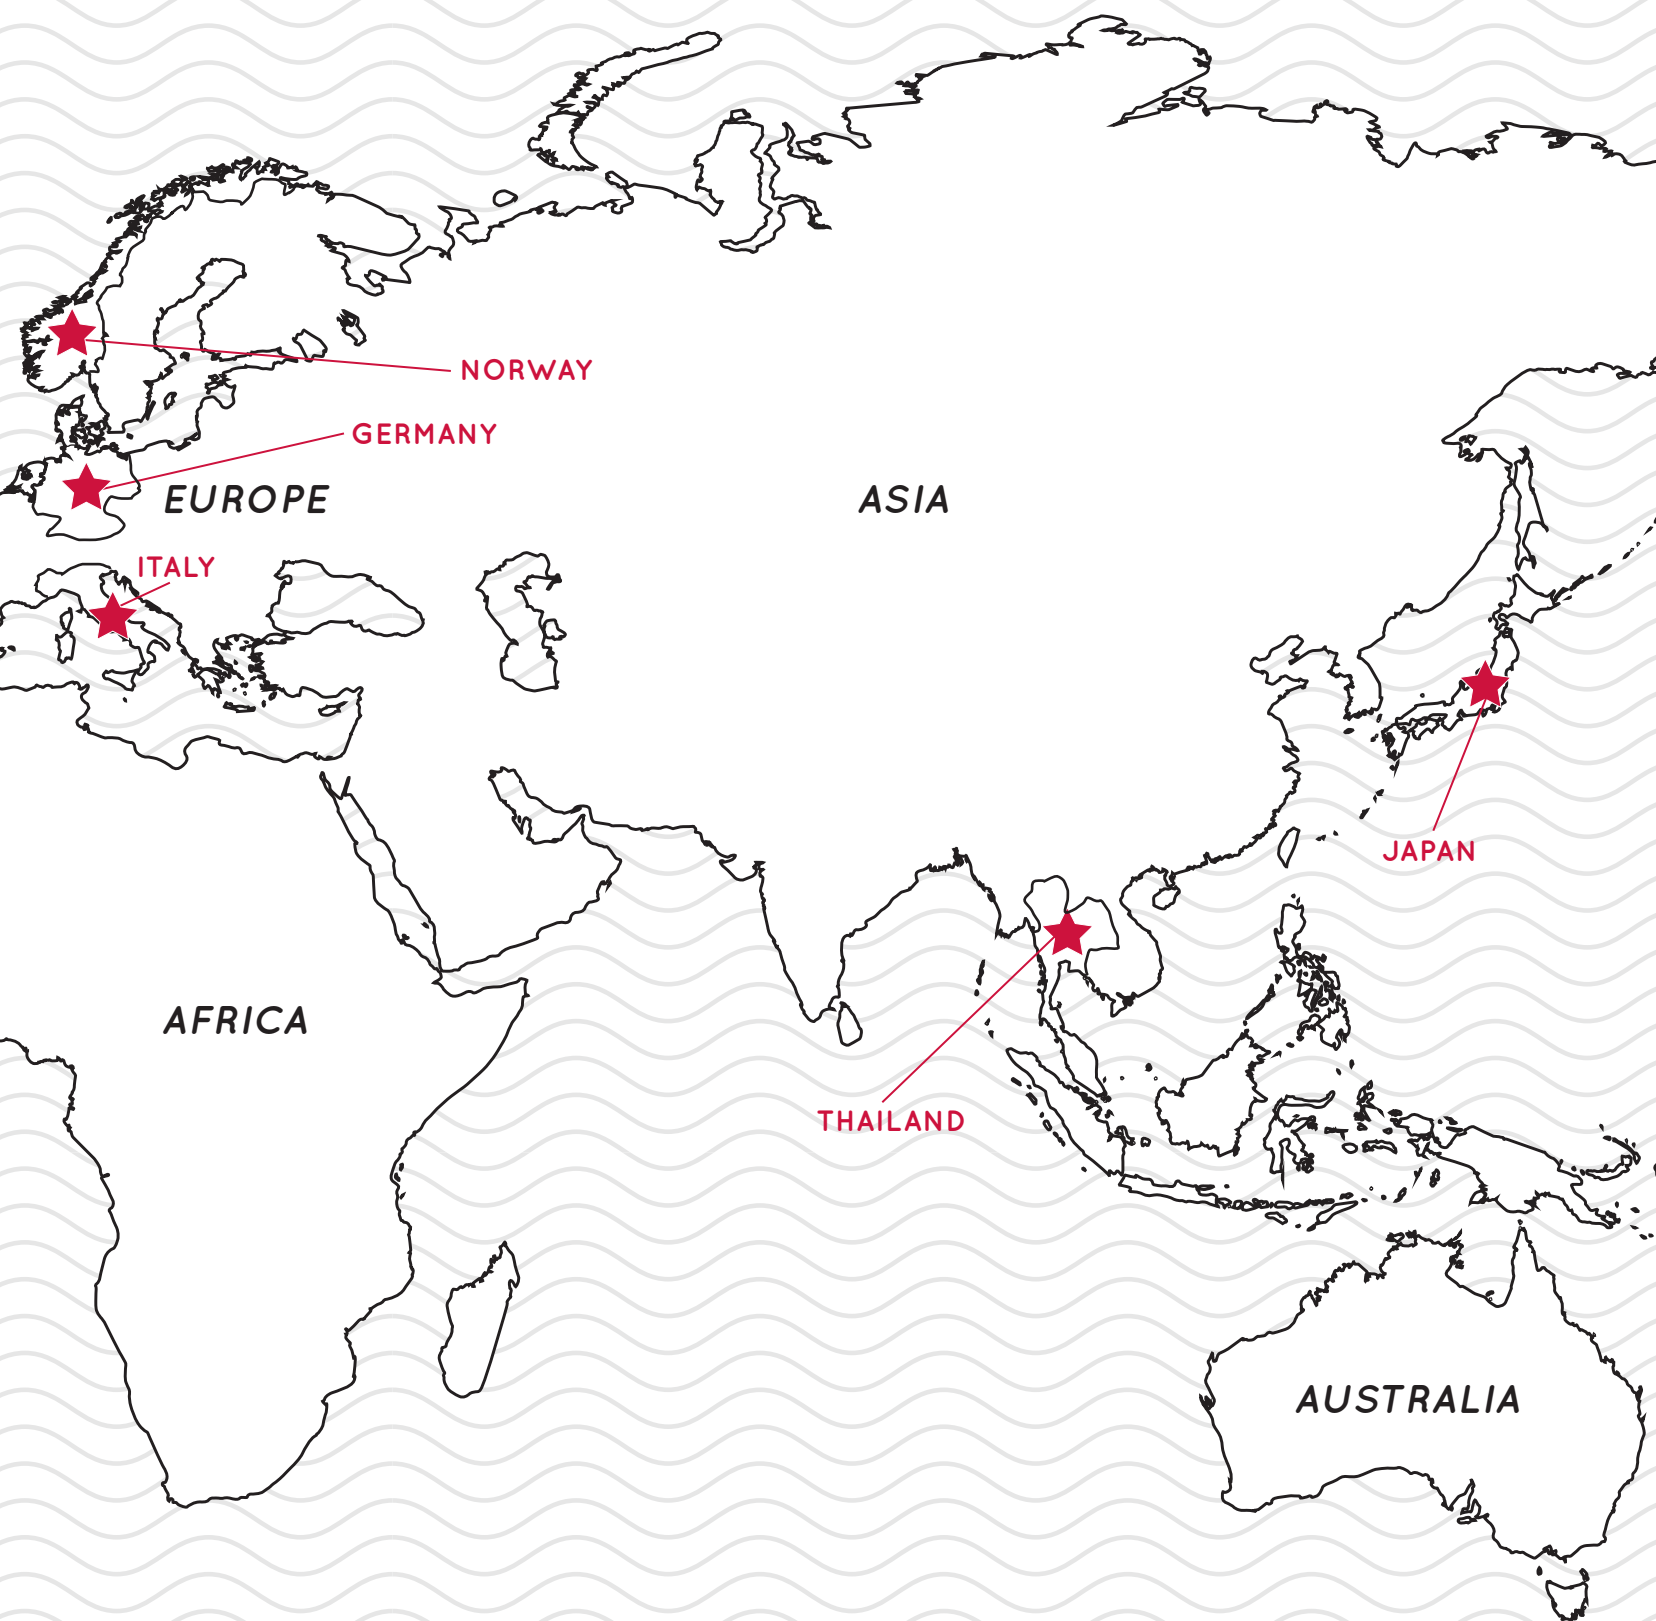 NORWAY
GERMANY
EUROPE
ASIA
ITALY
JAPAN
AFRICA
THAILAND
AUSTRALIA